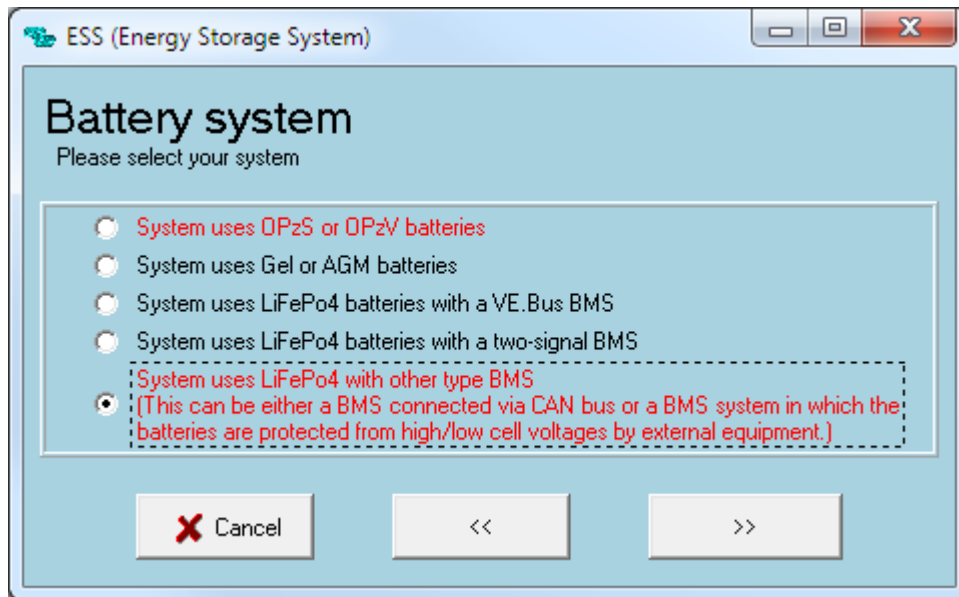 ESS (Energy Storage System)
Battery system
Please select your system
System uses OPzS or OPzV batteries
System uses Gel or AGM batteries
System uses LiFePo4 batteries with a VE.Bus BMS
System uses LiFePo4 batteries with a two-signal BMS
System uses LiFePo4 with other type BMS
(This can be either a BMS connected via CAN bus or a BMS system in which the
batteries are protected from high/low cell voltages by external equipment.)
Cancel
<<
>>